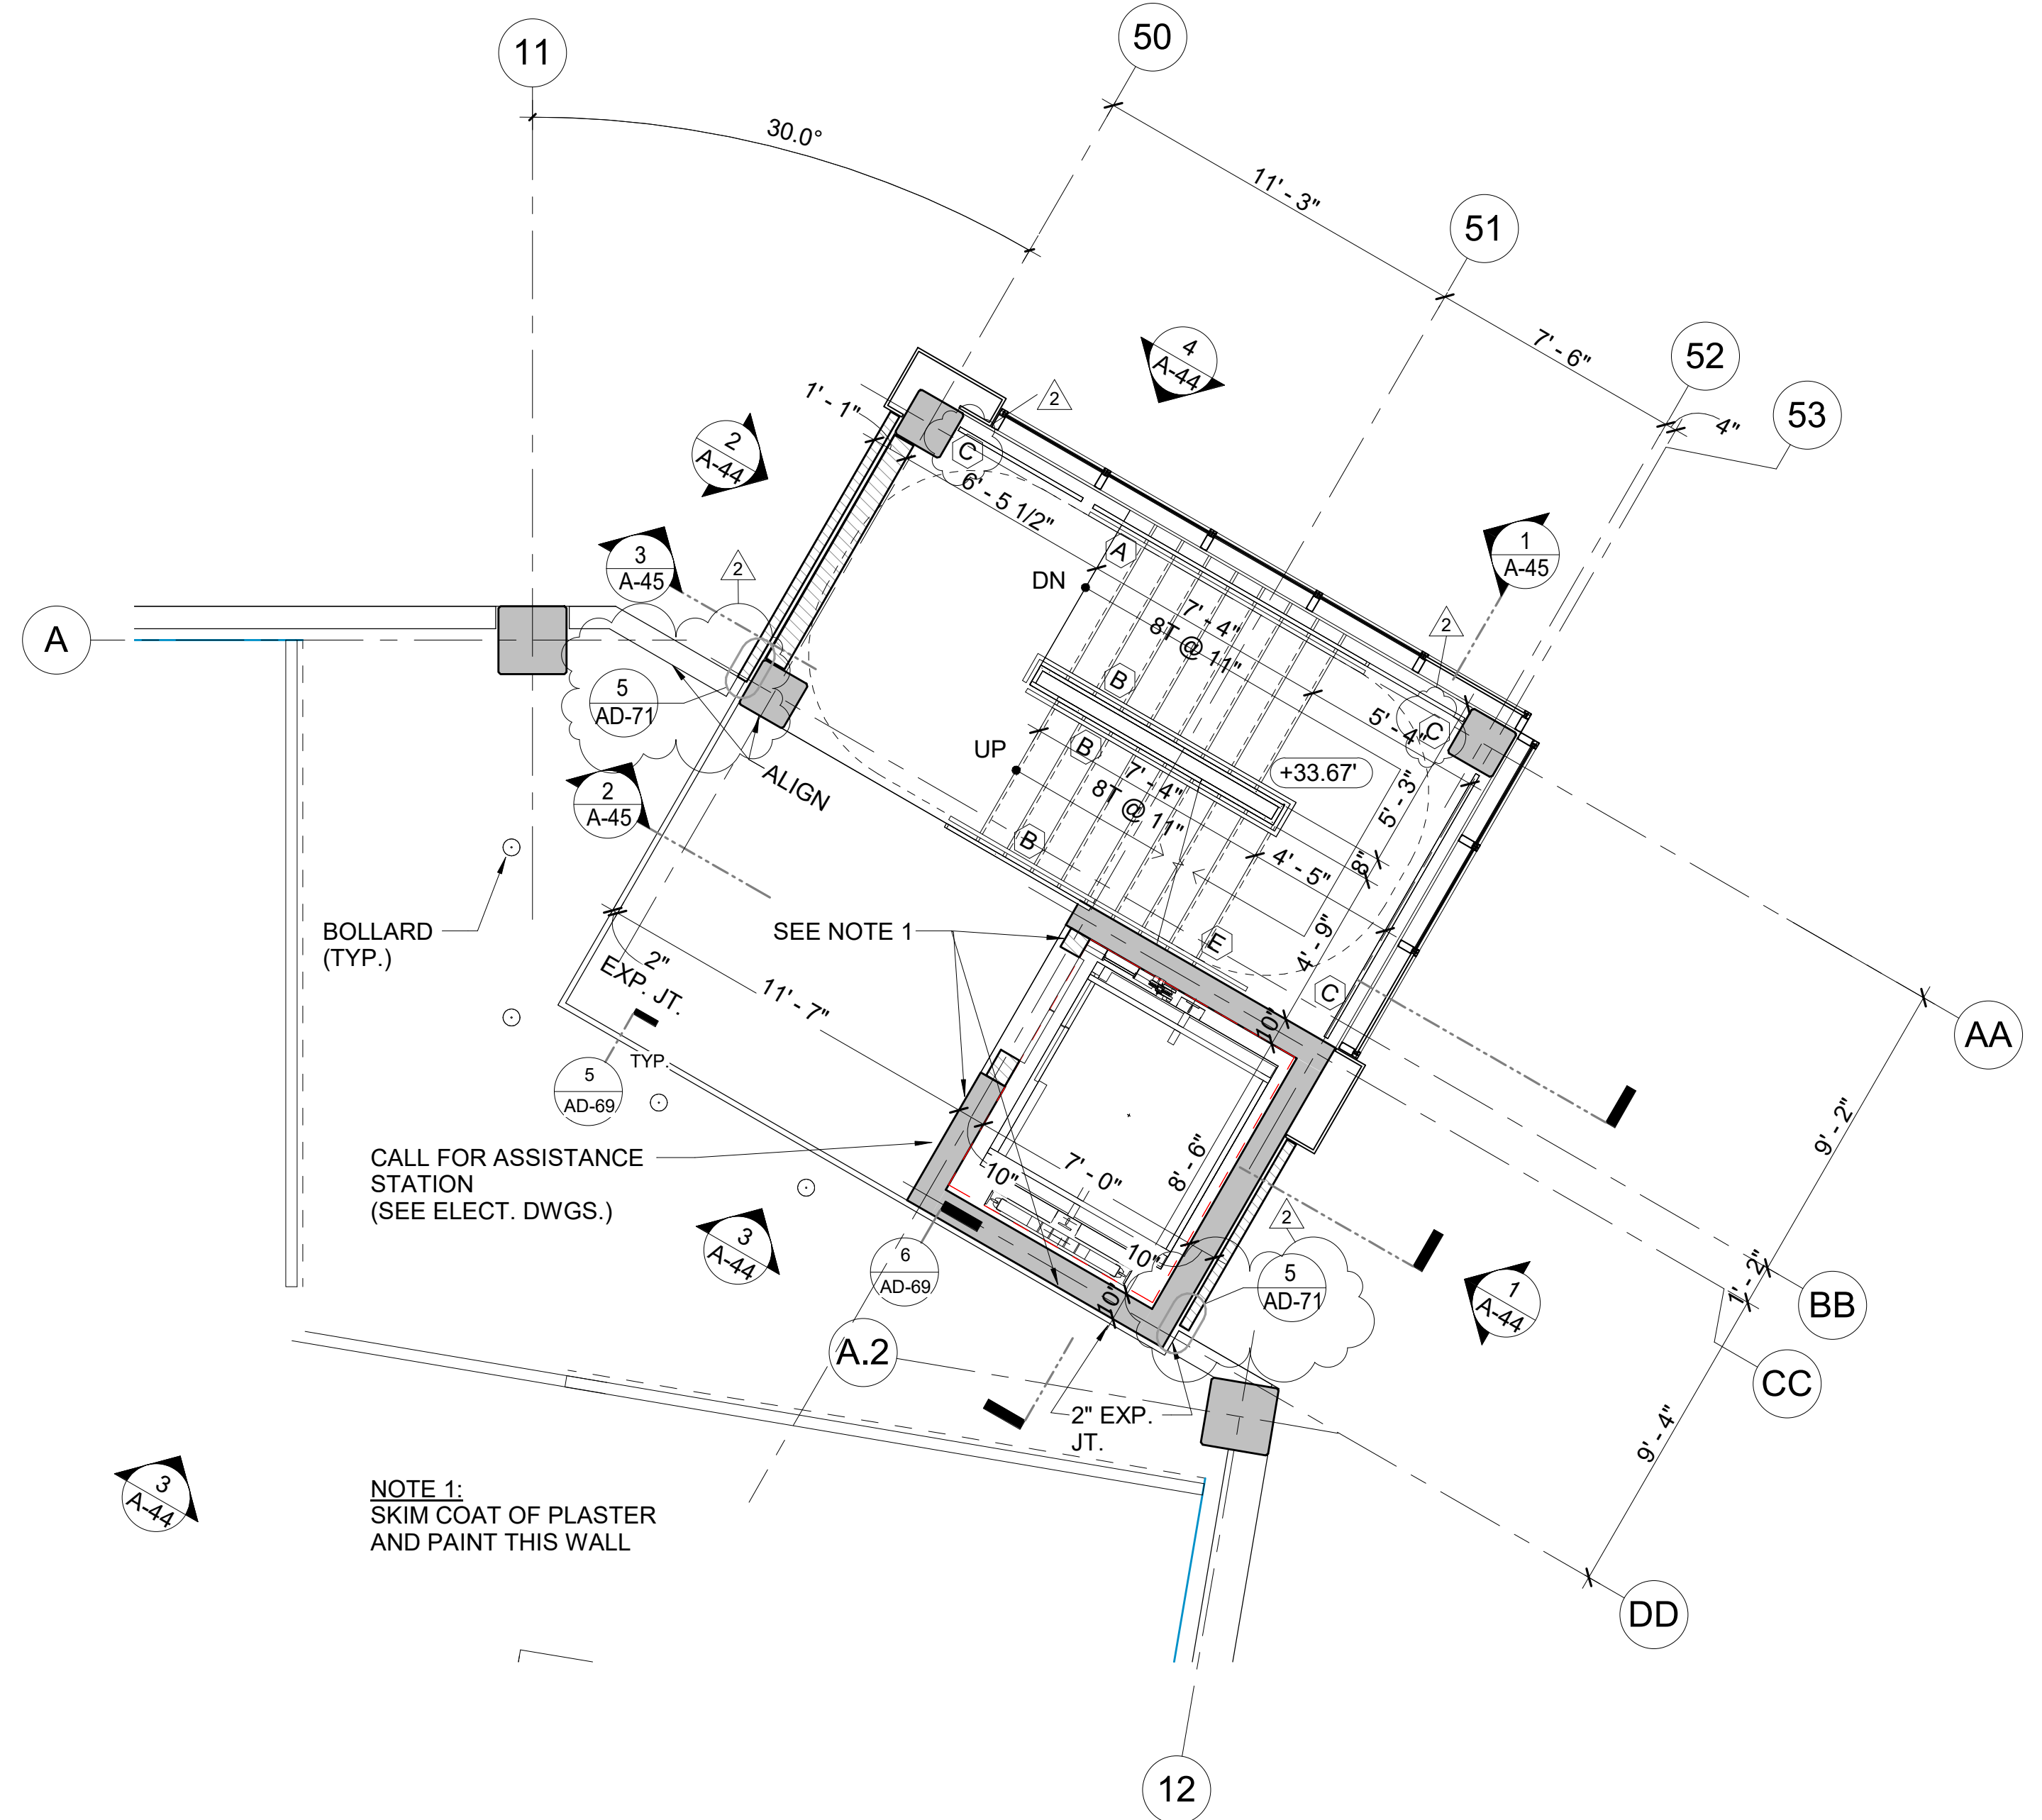 11
50
30.0°
11' - 3"
51
7' - 6"
52
53
4"
4
A-44
2
1' - 1"
2
A-44
C
6' - 5 1/2"
3
A-45
2
A
DN
1
A-45
7' - 4"
8T @ 11"
2
A
5
AD-71
B
5' - 4"
C
UP
B
+33.67'
7' - 4"
8T @ 11"
5' - 3"
ALIGN
2
A-45
B
8"
4' - 5"
BOLLARD
(TYP.)
SEE NOTE 1
E
4' - 9"
2"
EXP. JT.
11' - 7"
C
10"
AA
TYP.
5
AD-69
9' - 2"
CALL FOR ASSISTANCE
STATION
(SEE ELECT. DWGS.)
10"
7' - 0"
8' - 6"
2
3
A-44
10"
6
AD-69
5
AD-71
10"
1
A-44
1' - 2"
BB
A.2
CC
2" EXP.
JT.
9' - 4"
3
A-44
NOTE 1:
SKIM COAT OF PLASTER
AND PAINT THIS WALL
DD
12